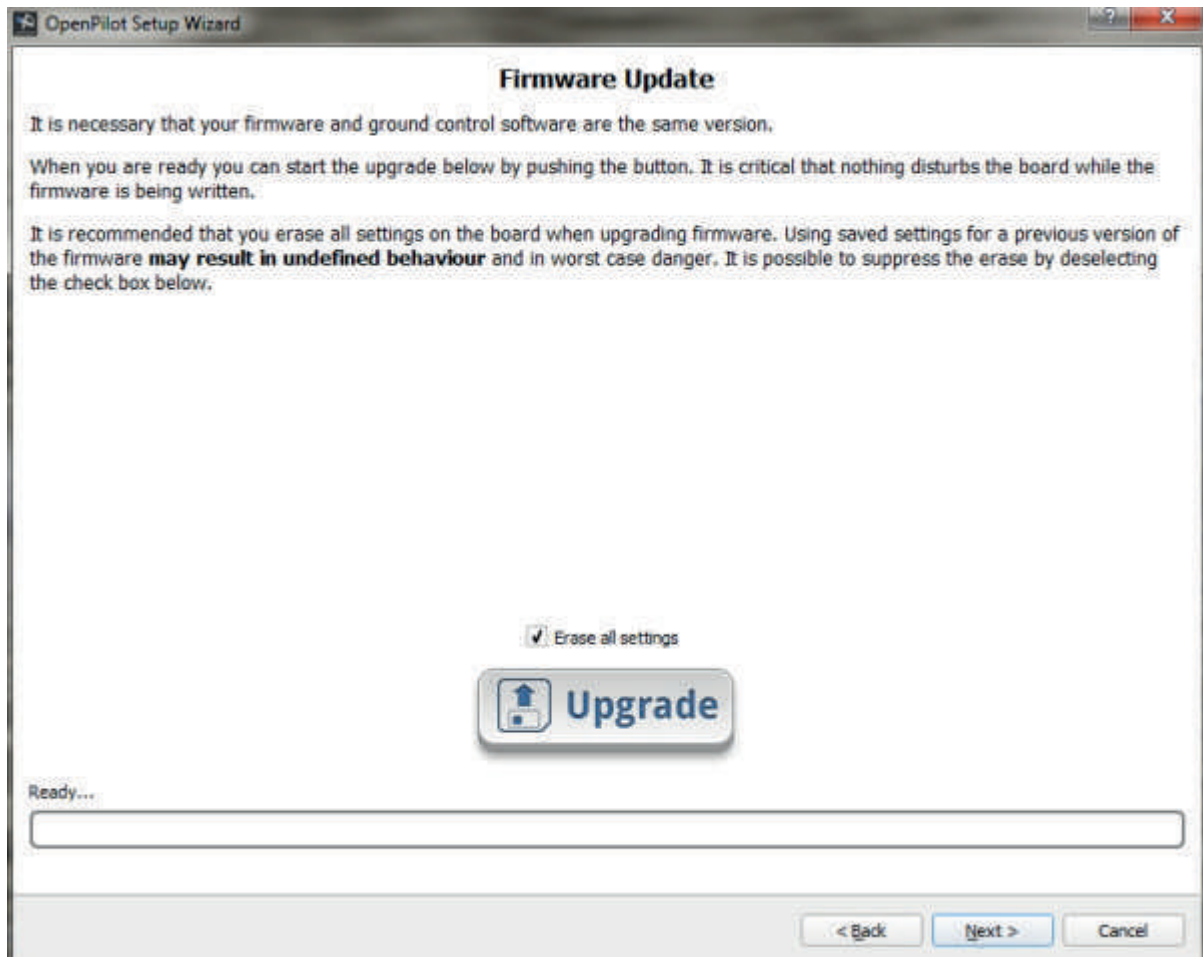 OpenPilot Setup Wizard
Firmware Update
It is necessary that your firmware and ground control software are the same version.
When you are ready you can start the upgrade below by pushing the button. It is critical that nothing disturbs the board while the
firmware is being written.
It is recommended that you erase all settings on the board when upgrading firmware. Using saved settings for a previous version of
the firmware may result in undefined behaviour and in worst case danger. It is possible to suppress the erase by deselecting
the check box below.
Erase all settings
Upgrade
Ready...
< Back Next > Cancel